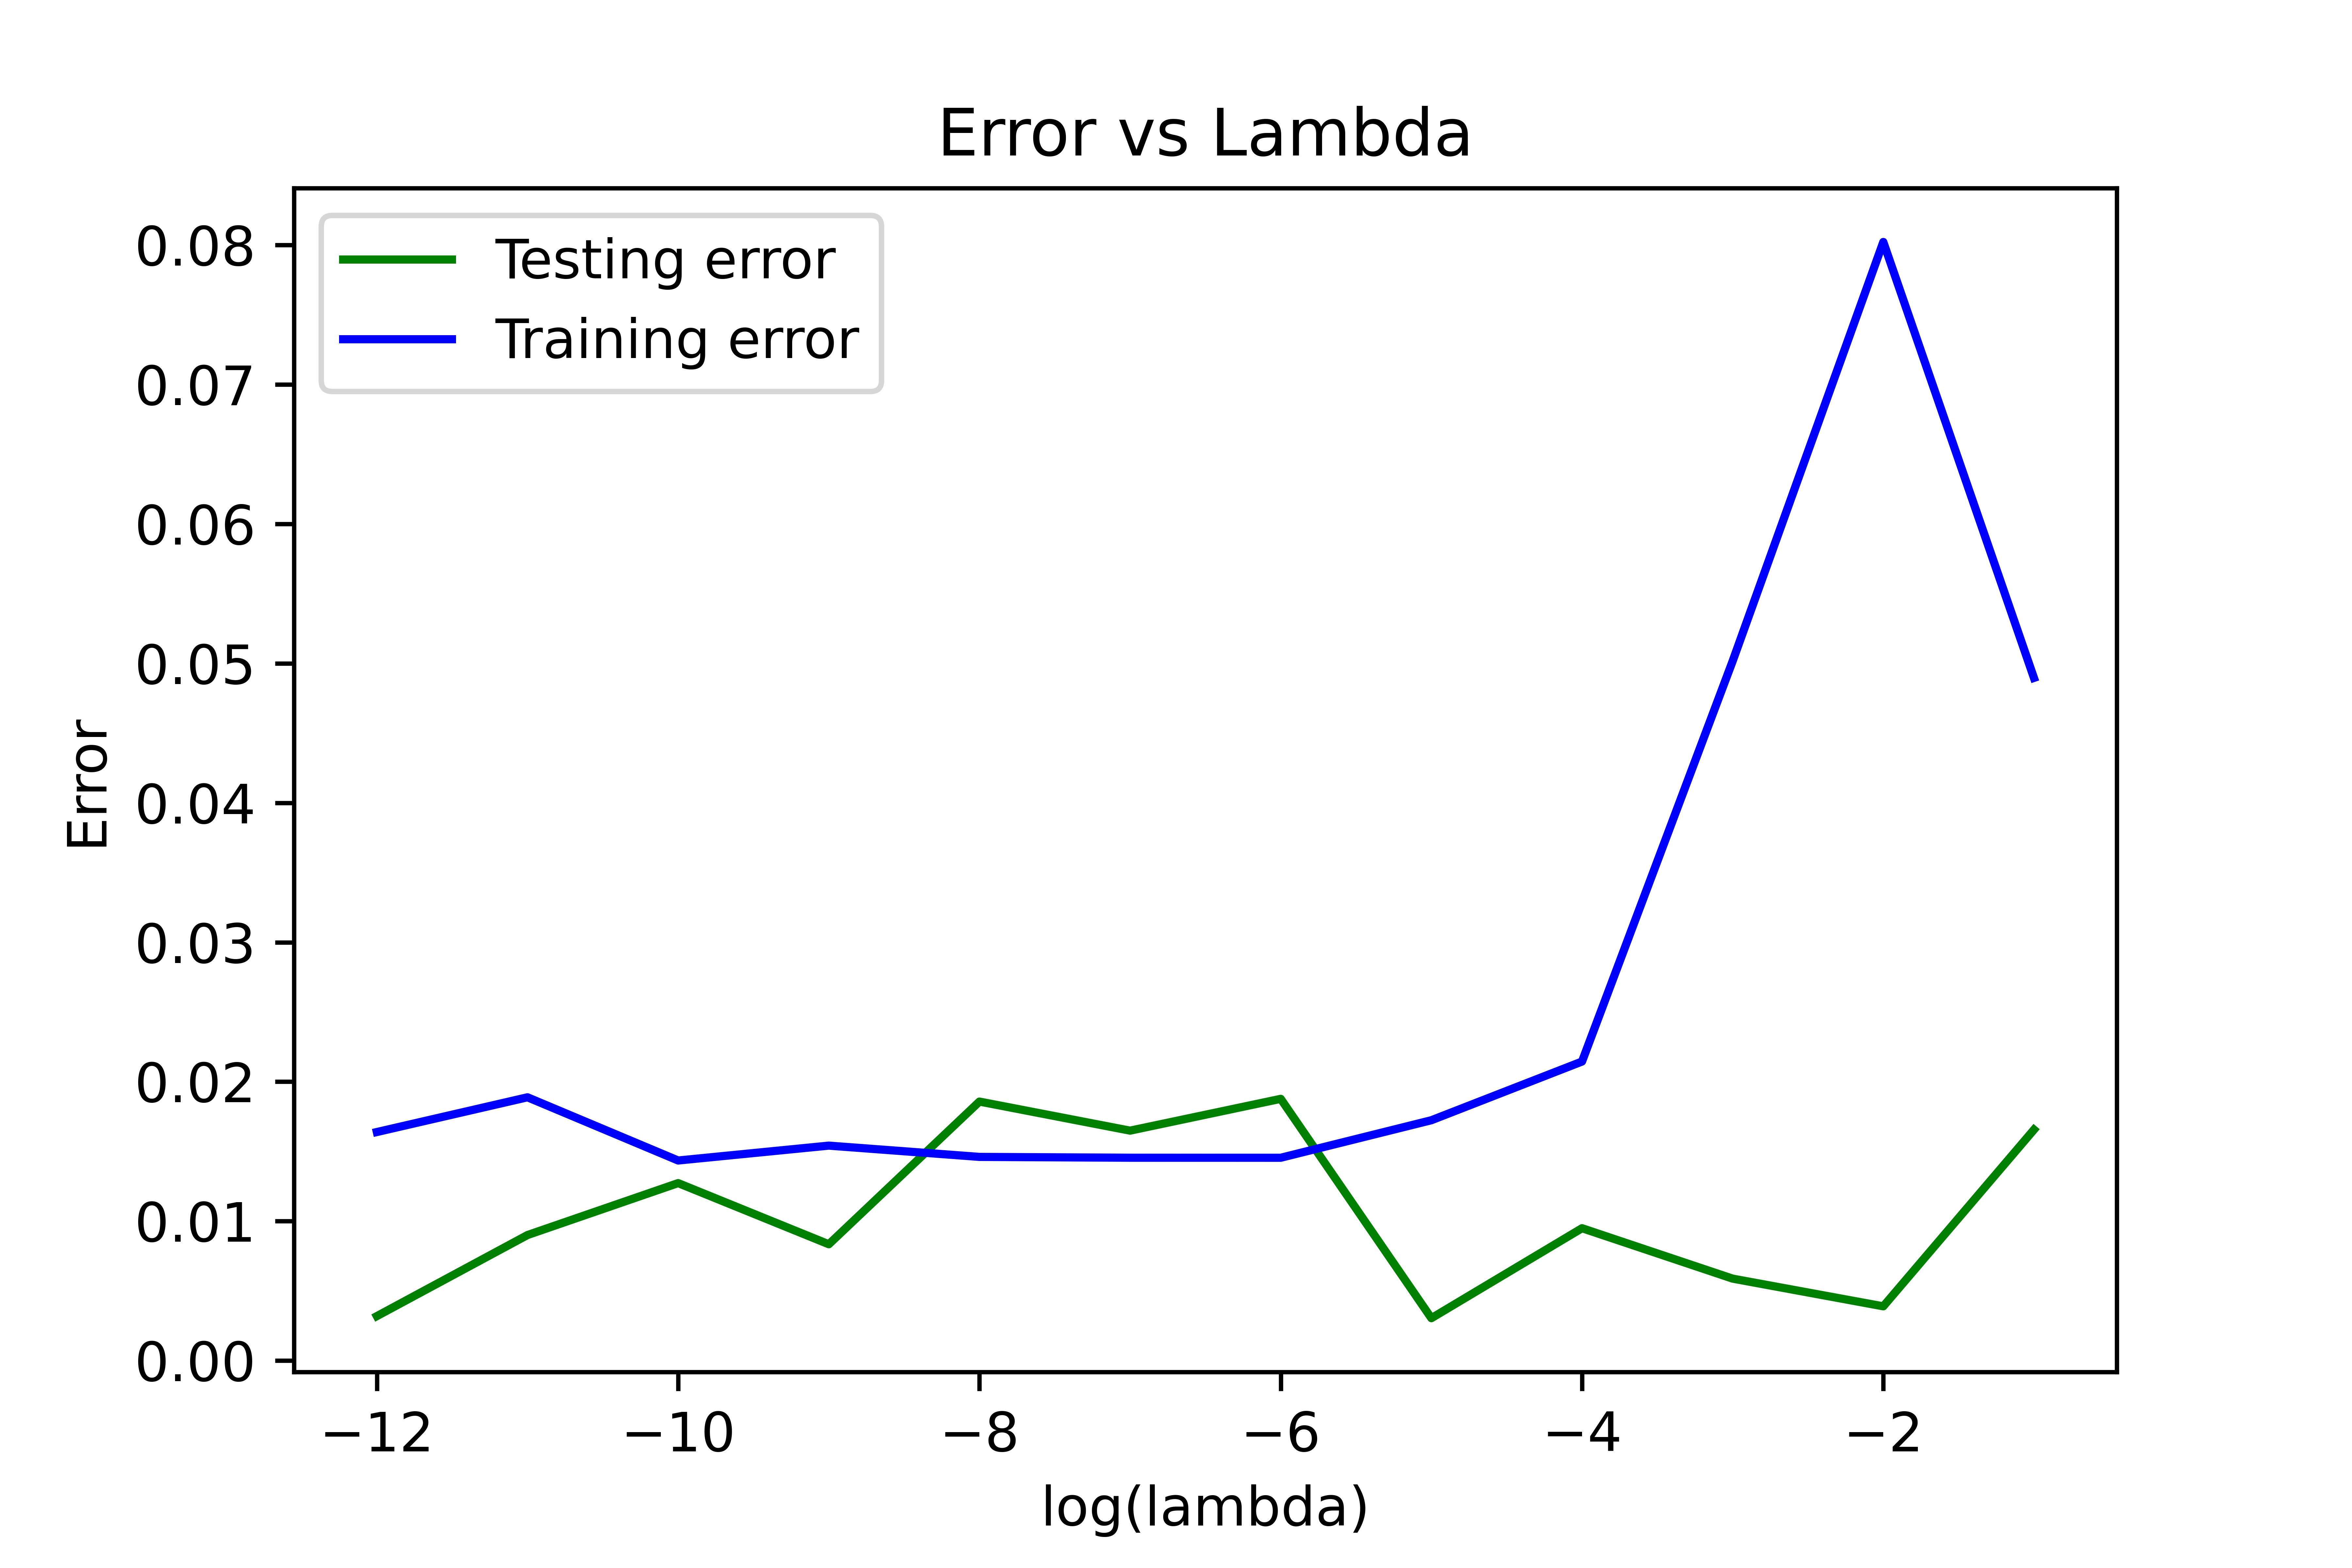 Error vs Lambda
Testing error
Training error
0.08
0.07
0.06
0.05
0.04
0.03
0.02
0.01
0.00
Error
−12 −10 −8 −6 −4 −2
log(lambda)